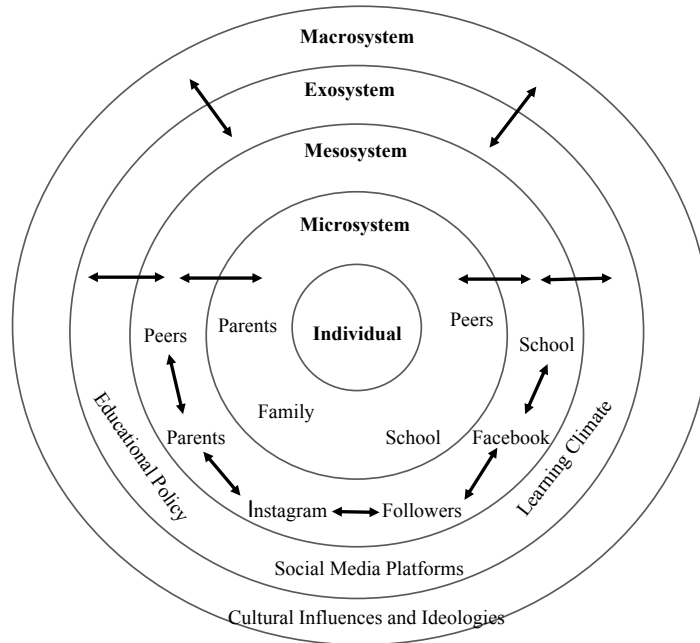 Macrosystem
Exosystem
Mesosystem
Microsystem
Individual
Parents
Peers
Peers
School
Family
Parents
School
Facebook
Educational Policy
Learning Climate
Instagram
Followers
Social Media Platforms
Cultural Influences and Ideologies